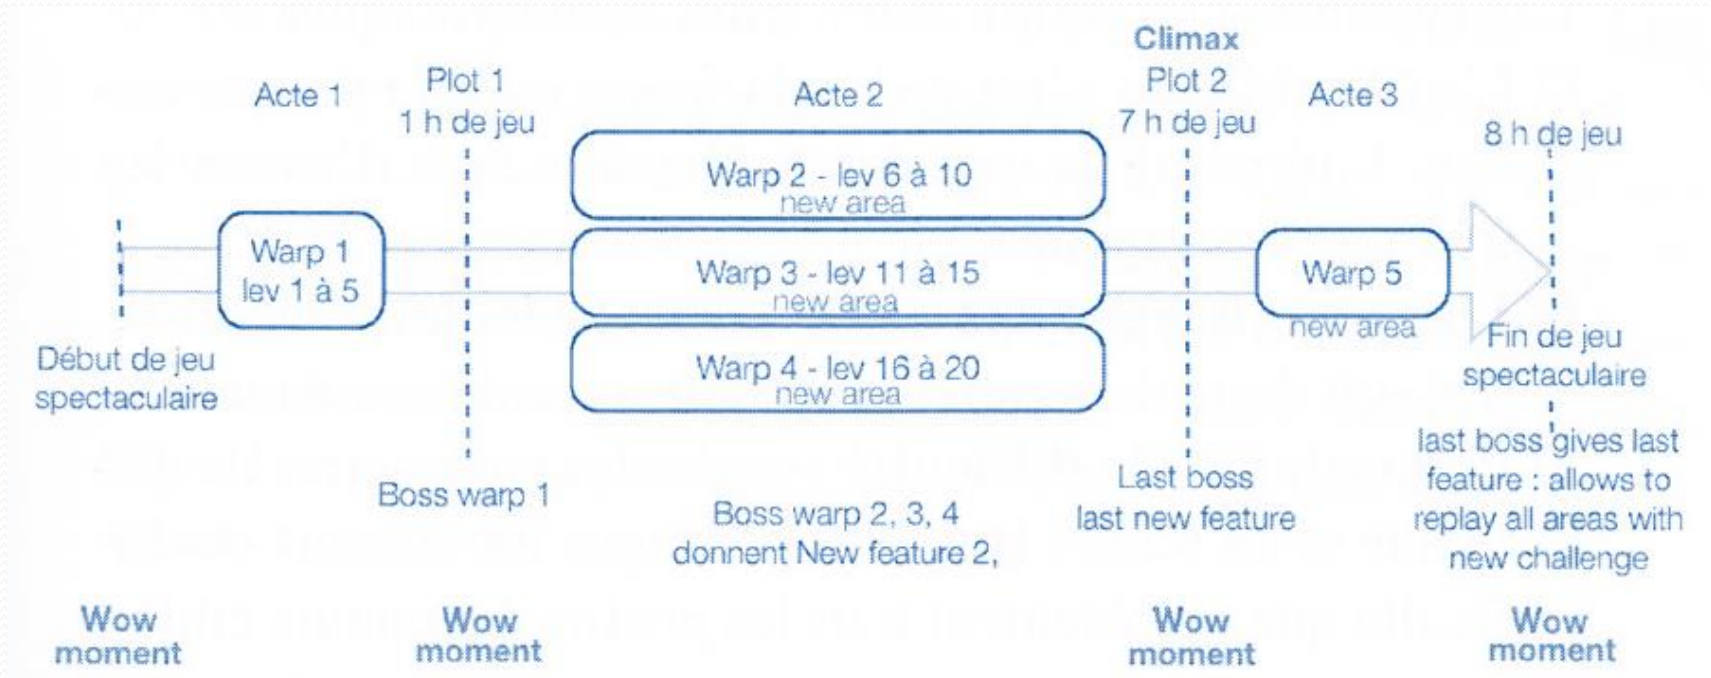 Climax
Acte 1
Plot 1
1 h de jeu
Acte 2
Plot 2
7 h de jeu
Acte 3
8 h de jeu
Warp 1
lev 1 à 5
Warp 2 - lev 6 à 10
new area
Warp 3 - lev 11 à 15
new area
Warp 4 - lev 16 à 20
new area
Warp 5
new area
Début de jeu
spectaculaire
Fin de jeu
spectaculaire
Boss warp 1
Boss warp 2, 3, 4
donnent New feature 2,
Last boss
last new feature
last boss gives last
feature : allows to
replay all areas with
new challenge
Wow
moment
Wow
moment
Wow
moment
Wow
moment